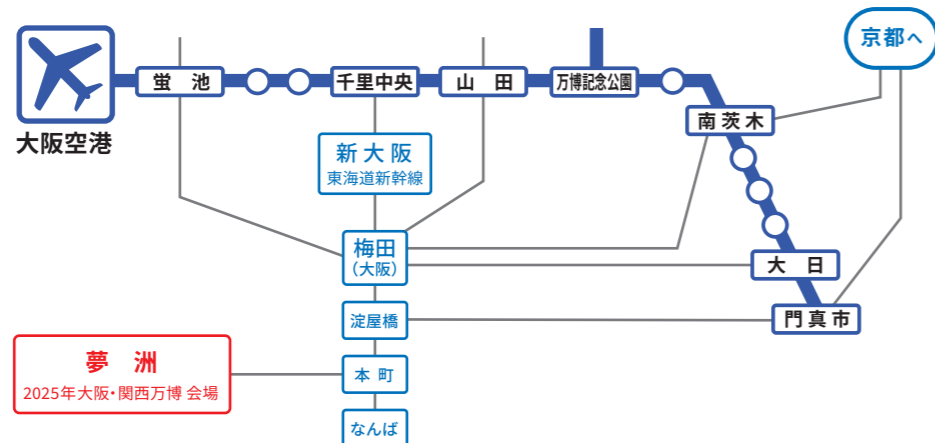 京都へ
蛍池
千里中央
山田
万博記念公園
大阪空港
南茨木
新大阪
東海道新幹線
梅田
（大阪）
大日
淀屋橋
門真市
夢洲
2025年大阪・関西万博 会場
本町
なんば